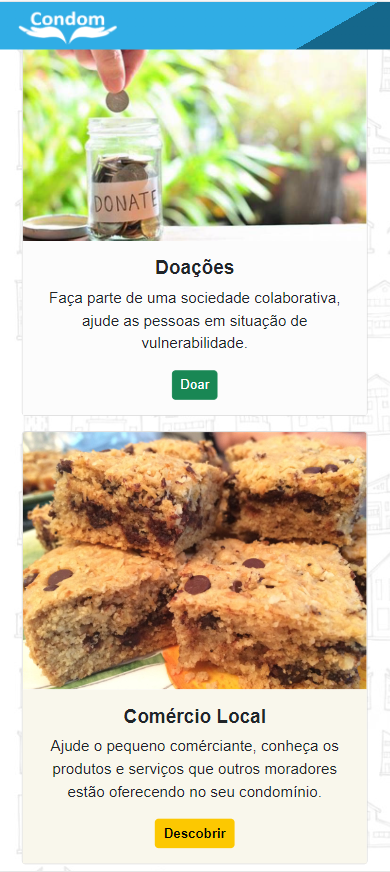 Condom
DONATE
Doações
Faça parte de uma sociedade colaborativa,
ajude as pessoas em situação de
vulnerabilidade.
Doar
Comércio Local
Ajude o pequeno comérciante, conheça os
produtos e serviços que outros moradores
estão oferecendo no seu condomínio.
Descobrir